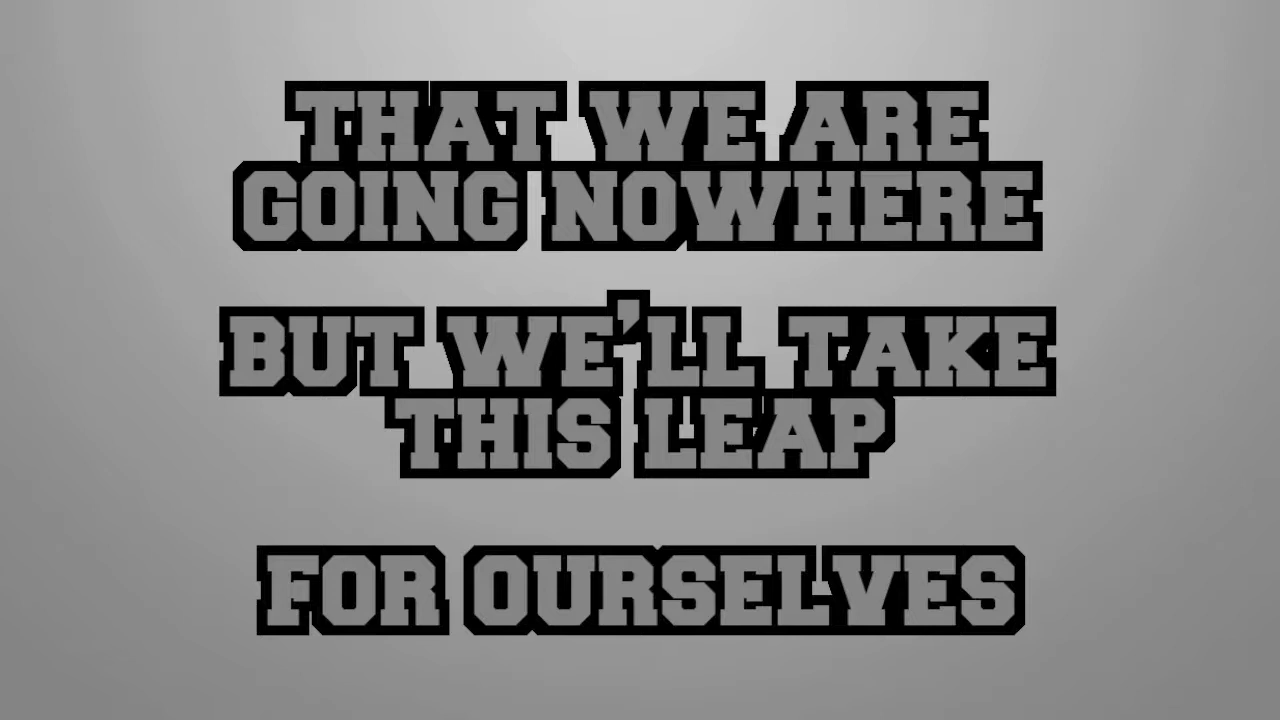 THAT WE ARE
GOING NOWHERE
BUT WE'LL TAKE
THIS LEAP
FOR OURSELVES